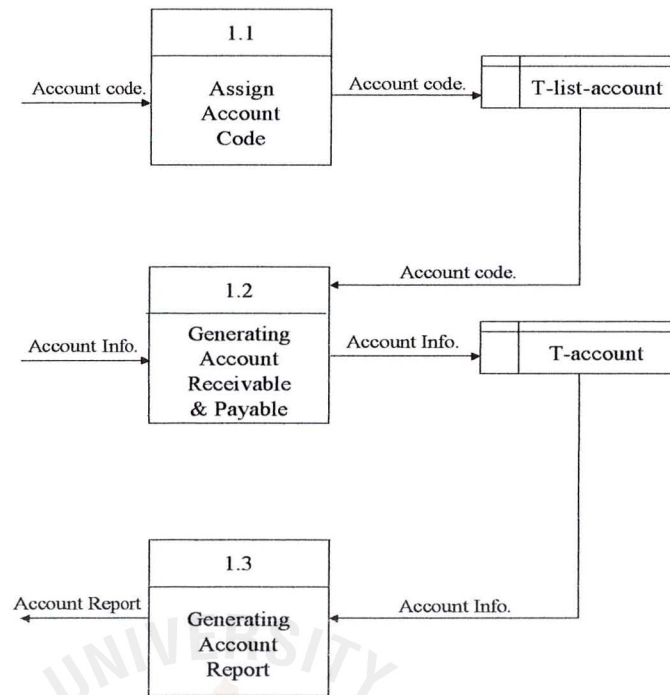 1.1
Account code.
Assign
Account
Code
Account code.
T-list-account
Account code.
1.2
Account Info.
Generating
Account
Receivable
& Payable
Account Info.
T-account
1.3
Account Report
Generating
Account
Report
Account Info.
UNIVERSITY